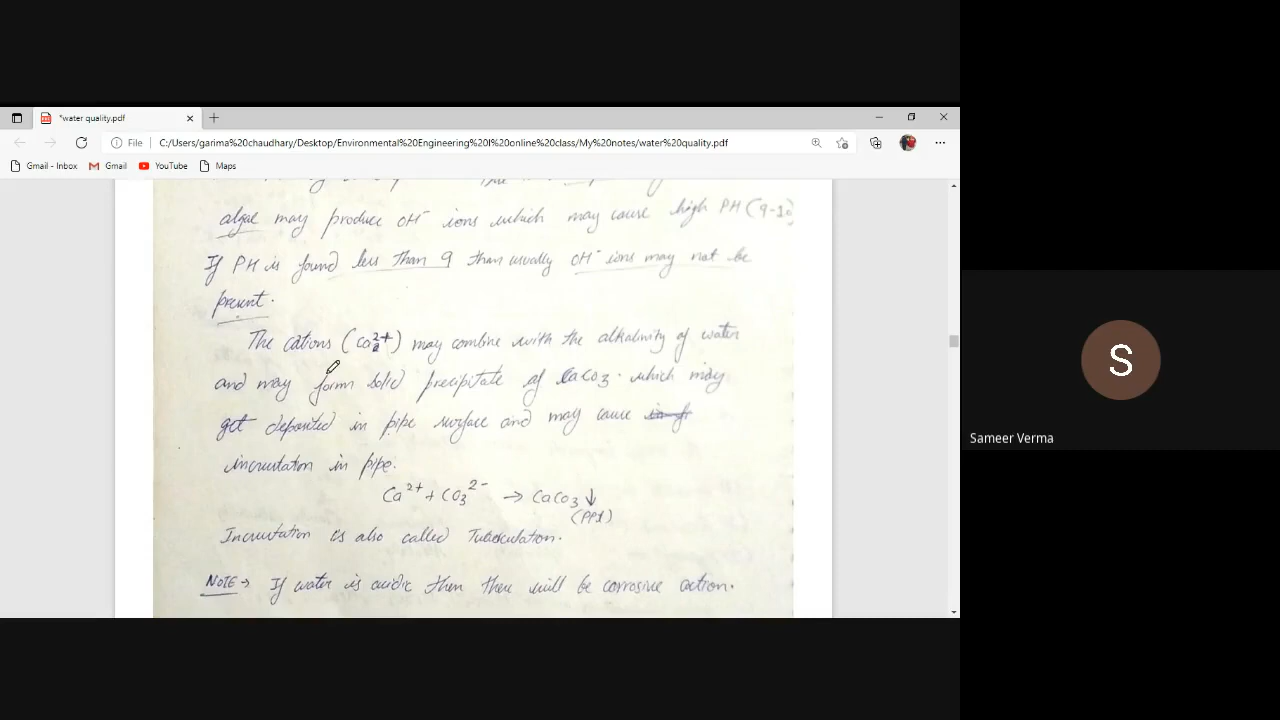 *water quality.pdf
File C:/Users/garima%20chaudhary/Desktop/Environmental%20Engineering%20I%20online%20class/My%20notes/water%20quality.pdf
Gmail - Inbox Gmail YouTube Maps
algae may produce OH⁻ ions which may cause high PH (9-10)
If PH is found less than 9 than usually OH⁻ ions may not be
present.
The cations (Ca²⁺) may combine with the alkalinity of water
and may form solid precipitate of CaCO₃. which may
get deposited in pipe surface and may cause
incrustation in pipe.
Ca²⁺ + CO₃²⁻ → CaCO₃↓
(PPt)
Incrustation is also called Tuberculation.
NOTE → If water is acidic then there will be corrosive action.
S
Sameer Verma